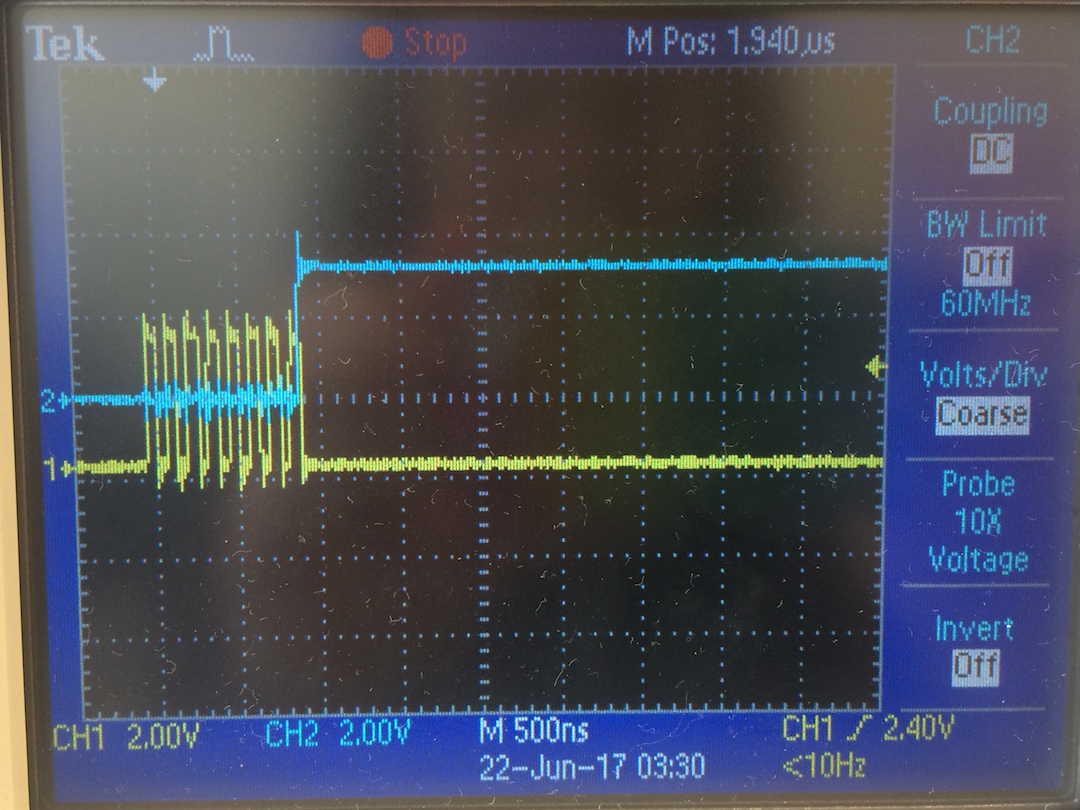 Tek Stop M Pos: 1.940µs CH2
Coupling
DC
BW Limit
Off
60MHz
2
Volts/Div
Coarse
1
Probe
10X
Voltage
Invert
Off
CH1 2.00V CH2 2.00V M 500ns CH1 2.40V
22-Jun-17 03:30 <10Hz